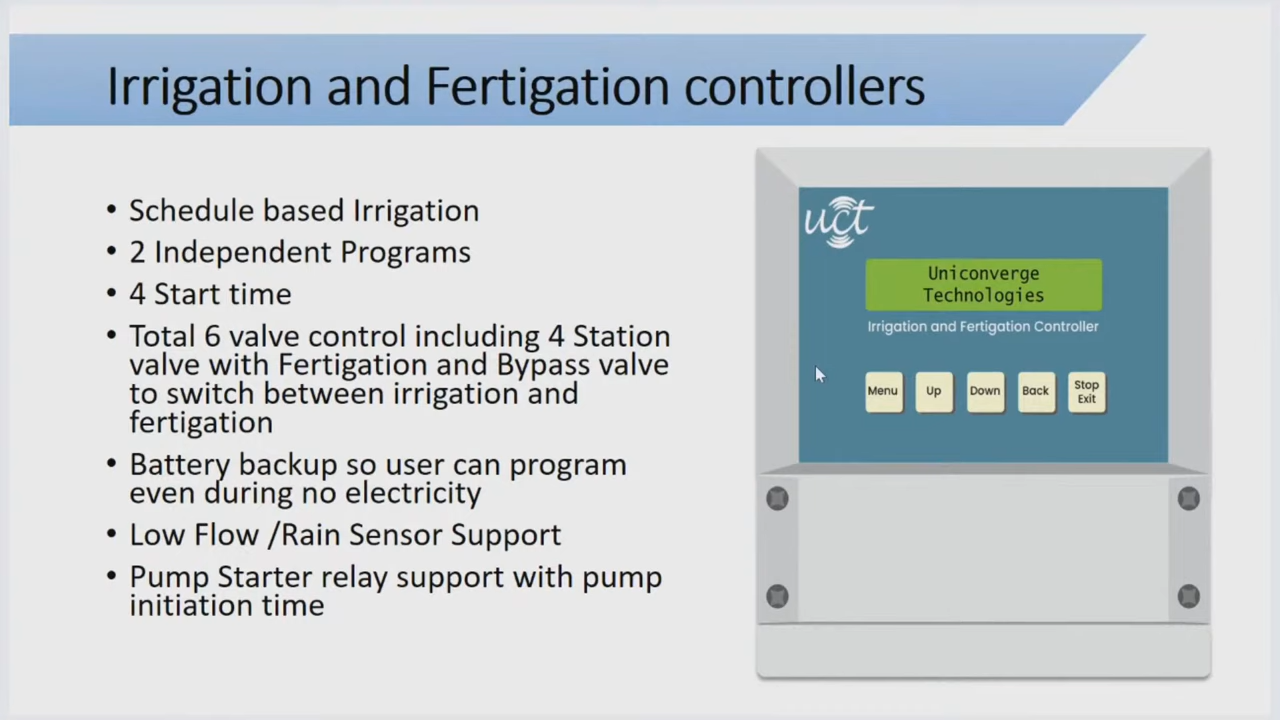 Irrigation and Fertigation controllers
• Schedule based Irrigation
• 2 Independent Programs
• 4 Start time
• Total 6 valve control including 4 Station
valve with Fertigation and Bypass valve
to switch between irrigation and
fertigation
• Battery backup so user can program
even during no electricity
• Low Flow /Rain Sensor Support
• Pump Starter relay support with pump
initiation time
uct
Uniconverge
Technologies
Irrigation and Fertigation Controller
Menu Up Down Back Stop
Exit